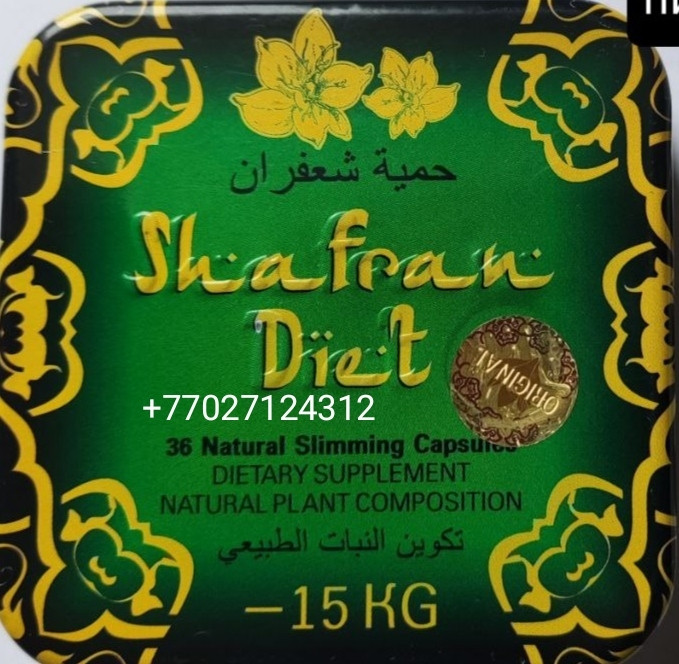 حمية شعفران
Shafran
Diet
ORIGINAL
+77027124312
36 Natural Slimming Capsules
DIETARY SUPPLEMENT
NATURAL PLANT COMPOSITION
تكوين النبات الطبيعي
–15 KG